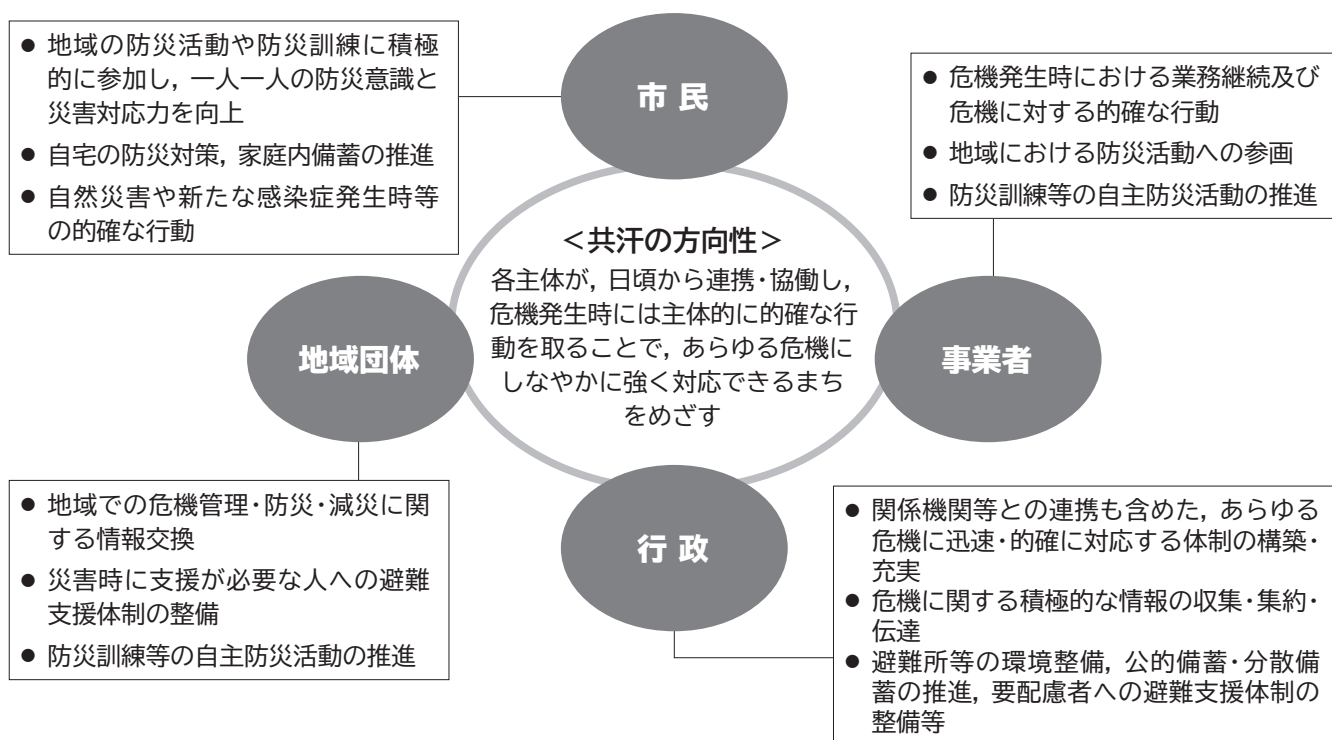 市民
● 地域の防災活動や防災訓練に積極
的に参加し，一人一人の防災意識と
災害対応力を向上
● 自宅の防災対策，家庭内備蓄の推進
● 自然災害や新たな感染症発生時等
の的確な行動
● 危機発生時における業務継続及び
危機に対する的確な行動
● 地域における防災活動への参画
● 防災訓練等の自主防災活動の推進
＜共汗の方向性＞
各主体が，日頃から連携・協働し，
危機発生時には主体的に的確な行
動を取ることで，あらゆる危機に
しなやかに強く対応できるまち
をめざす
地域団体
事業者
行政
● 地域での危機管理・防災・減災に関
する情報交換
● 災害時に支援が必要な人への避難
支援体制の整備
● 防災訓練等の自主防災活動の推進
● 関係機関等との連携も含めた，あらゆる
危機に迅速・的確に対応する体制の構築・
充実
● 危機に関する積極的な情報の収集・集約・
伝達
● 避難所等の環境整備，公的備蓄・分散備
蓄の推進，要配慮者への避難支援体制の
整備等